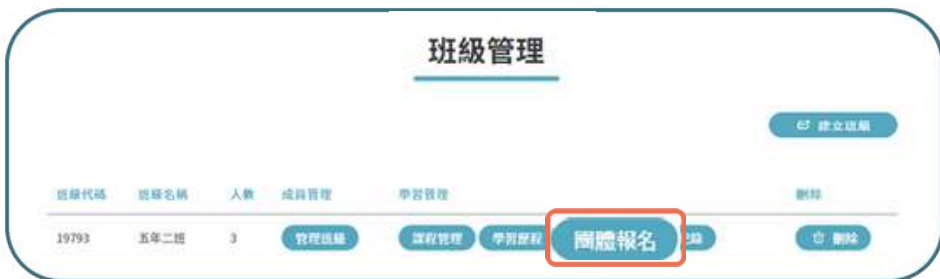 班級管理
建立班級
班級代碼 班級名稱 人數 成員管理 學習管理 刪除
19793 五年二班 3 管理班級 課程管理 學習歷程 團體報名 記錄 刪除